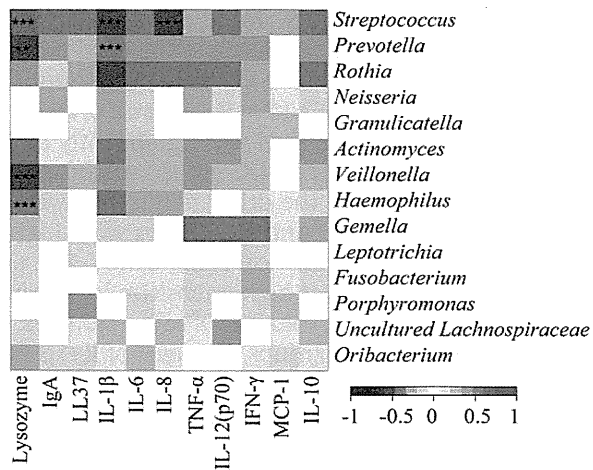 *** *** *** Streptococcus
*** *** Prevotella
Rothia
Neisseria
Granulicatella
Actinomyces
*** Veillonella
*** Haemophilus
Gemella
Leptotrichia
Fusobacterium
Porphyromonas
Uncultured Lachnospiraceae
Oribacterium
Lysozyme
IgA
LL37
IL-1β
IL-6
IL-8
TNF-α
IL-12(p70)
IFN-γ
MCP-1
IL-10
-1 -0.5 0 0.5 1